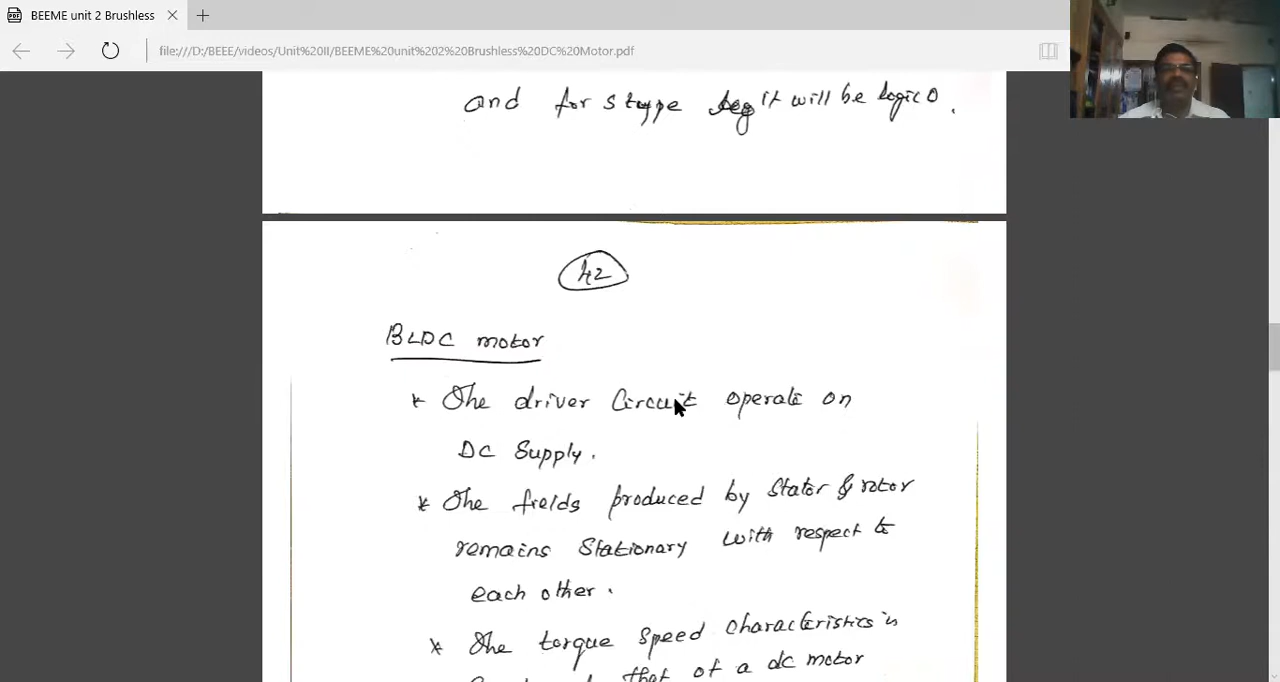 BEEME unit 2 Brushless
file:///D:/BEEE/videos/Unit%20II/BEEME%20unit%202%20Brushless%20DC%20Motor.pdf
and for s type it will be logic 0.
42
BLDC motor
* The driver Circuit operate on
DC Supply.
* The fields produced by Stator & rotor
remains Stationary with respect to
each other.
* The torque speed characteristics is
that of a dc motor